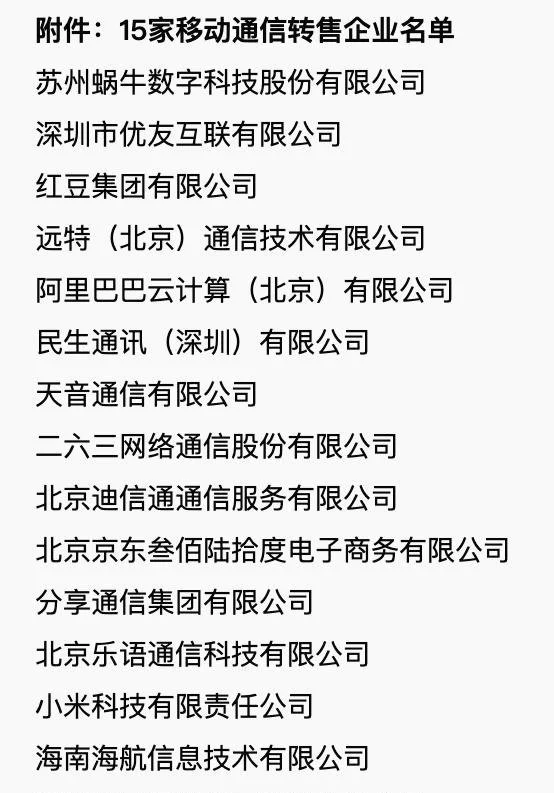 附件：15家移动通信转售企业名单
苏州蜗牛数字科技股份有限公司
深圳市优友互联有限公司
红豆集团有限公司
远特（北京）通信技术有限公司
阿里巴巴云计算（北京）有限公司
民生通讯（深圳）有限公司
天音通信有限公司
二六三网络通信股份有限公司
北京迪信通通信服务有限公司
北京京东叁佰陆拾度电子商务有限公司
分享通信集团有限公司
北京乐语通信科技有限公司
小米科技有限责任公司
海南海航信息技术有限公司